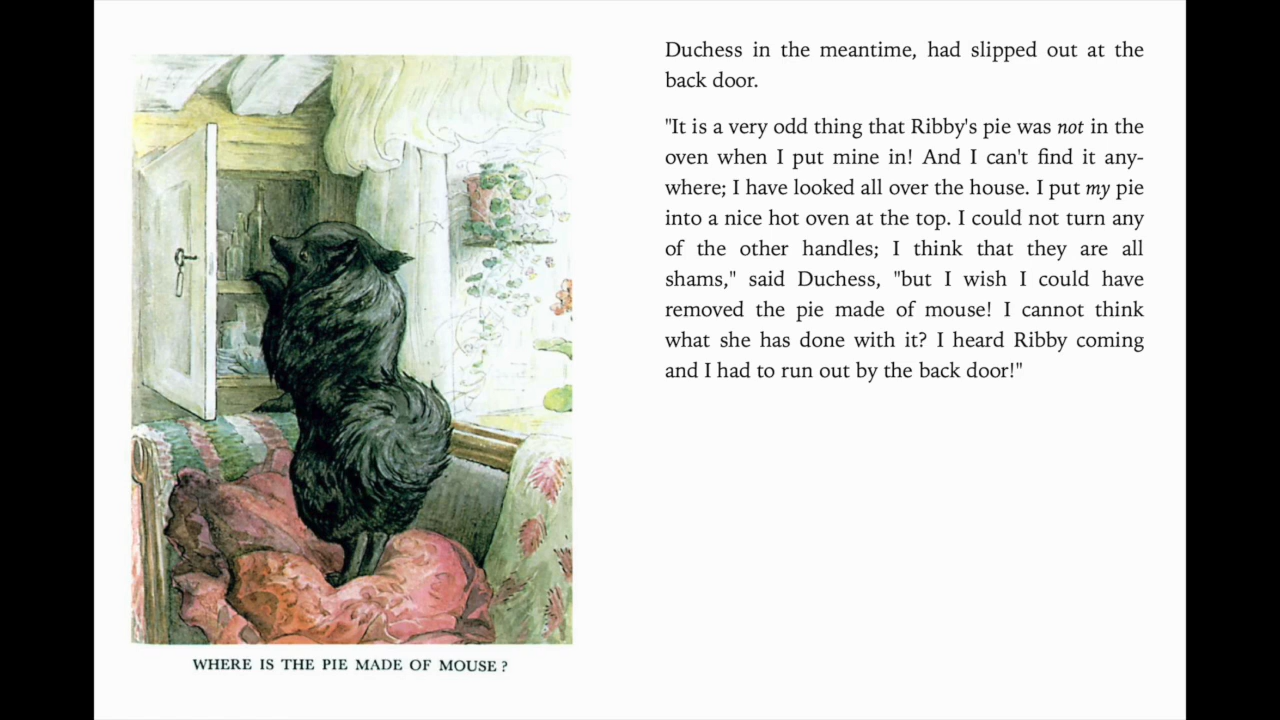 Duchess in the meantime, had slipped out at the
back door.
"It is a very odd thing that Ribby's pie was not in the
oven when I put mine in! And I can't find it any-
where; I have looked all over the house. I put my pie
into a nice hot oven at the top. I could not turn any
of the other handles; I think that they are all
shams," said Duchess, "but I wish I could have
removed the pie made of mouse! I cannot think
what she has done with it? I heard Ribby coming
and I had to run out by the back door!"
WHERE IS THE PIE MADE OF MOUSE?